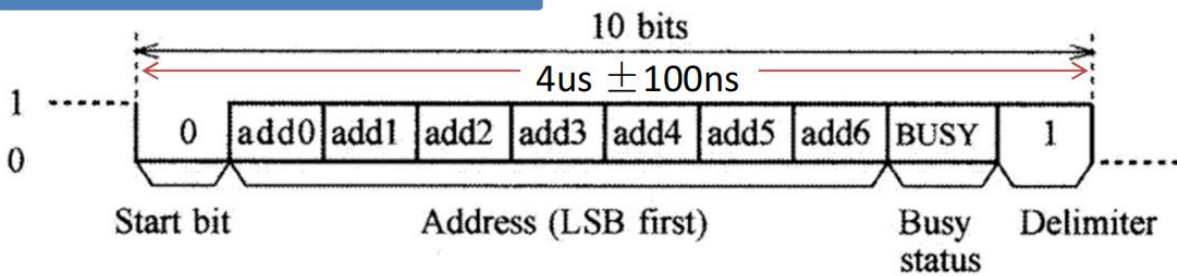 10 bits
4us ±100ns
1
0 add0 add1 add2 add3 add4 add5 add6 BUSY 1
0
Start bit Address (LSB first) Busy status Delimiter